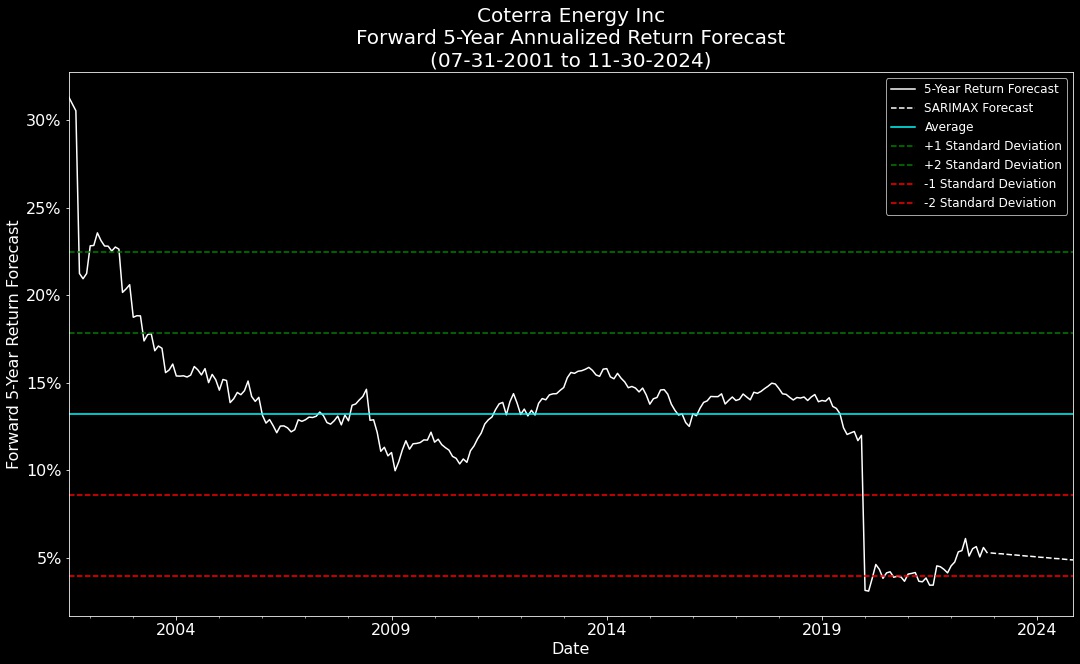 Coterra Energy Inc
Forward 5-Year Annualized Return Forecast
(07-31-2001 to 11-30-2024)
5-Year Return Forecast
SARIMAX Forecast
Average
+1 Standard Deviation
+2 Standard Deviation
-1 Standard Deviation
-2 Standard Deviation
Forward 5-Year Return Forecast
30%
25%
20%
15%
10%
5%
2004
2009
2014
2019
2024
Date